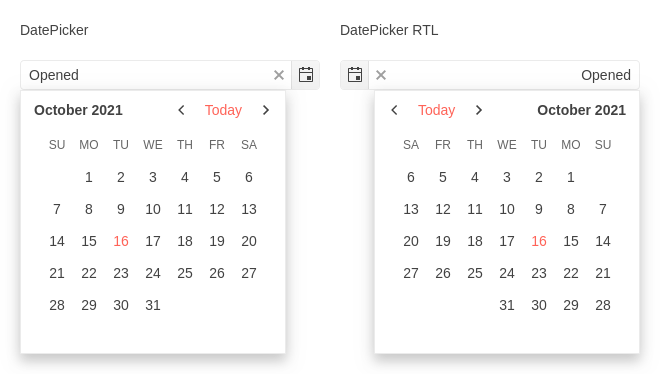 DatePicker
Opened
October 2021 Today
SU MO TU WE TH FR SA
1 2 3 4 5 6
7 8 9 10 11 12 13
14 15 16 17 18 19 20
21 22 23 24 25 26 27
28 29 30 31
DatePicker RTL
Opened
Today October 2021
SA FR TH WE TU MO SU
6 5 4 3 2 1
13 12 11 10 9 8 7
20 19 18 17 16 15 14
27 26 25 24 23 22 21
31 30 29 28